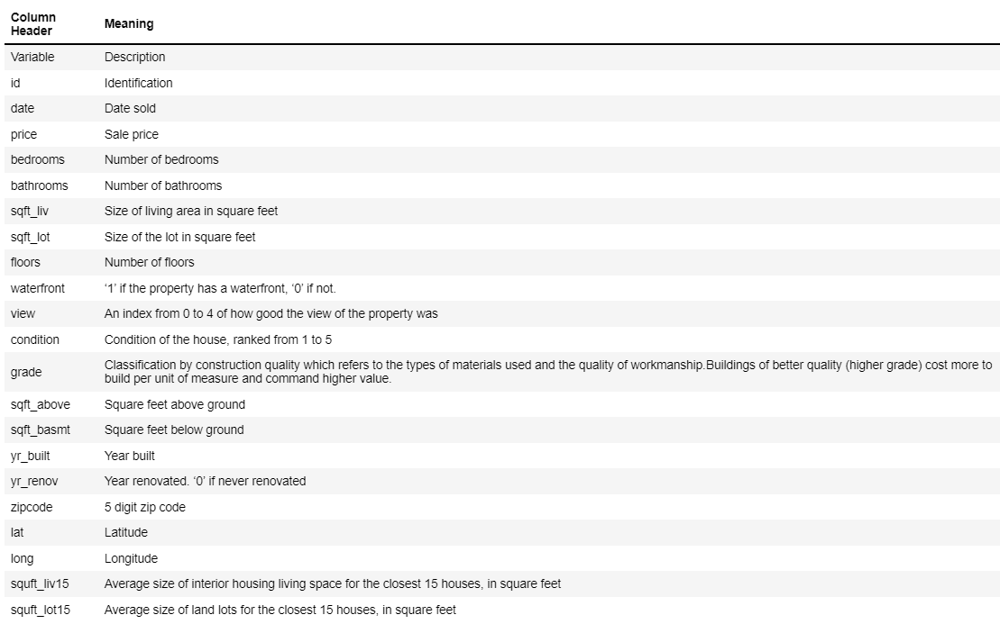 Column
Header
Meaning
Variable Description
id Identification
date Date sold
price Sale price
bedrooms Number of bedrooms
bathrooms Number of bathrooms
sqft_liv Size of living area in square feet
sqft_lot Size of the lot in square feet
floors Number of floors
waterfront ‘1’ if the property has a waterfront, ‘0’ if not.
view An index from 0 to 4 of how good the view of the property was
condition Condition of the house, ranked from 1 to 5
grade Classification by construction quality which refers to the types of materials used and the quality of workmanship.Buildings of better quality (higher grade) cost more to
build per unit of measure and command higher value.
sqft_above Square feet above ground
sqft_basmt Square feet below ground
yr_built Year built
yr_renov Year renovated. ‘0’ if never renovated
zipcode 5 digit zip code
lat Latitude
long Longitude
squft_liv15 Average size of interior housing living space for the closest 15 houses, in square feet
squft_lot15 Average size of land lots for the closest 15 houses, in square feet